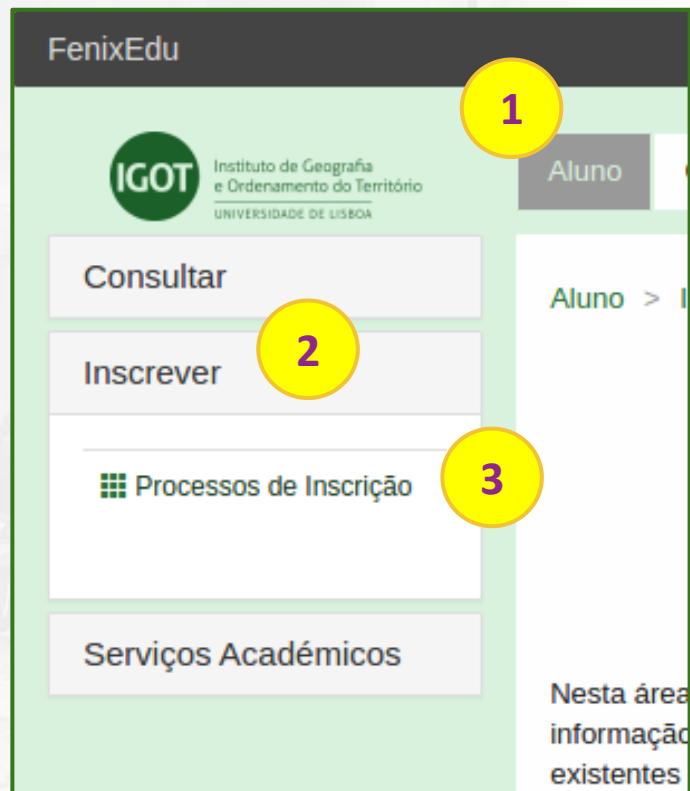 FenixEdu
1
IGOT
Instituto de Geografia
e Ordenamento do Território
UNIVERSIDADE DE LISBOA
Aluno
Consultar
Aluno >
2
Inscrever
Processos de Inscrição
3
Serviços Académicos
Nesta área
informação
existentes